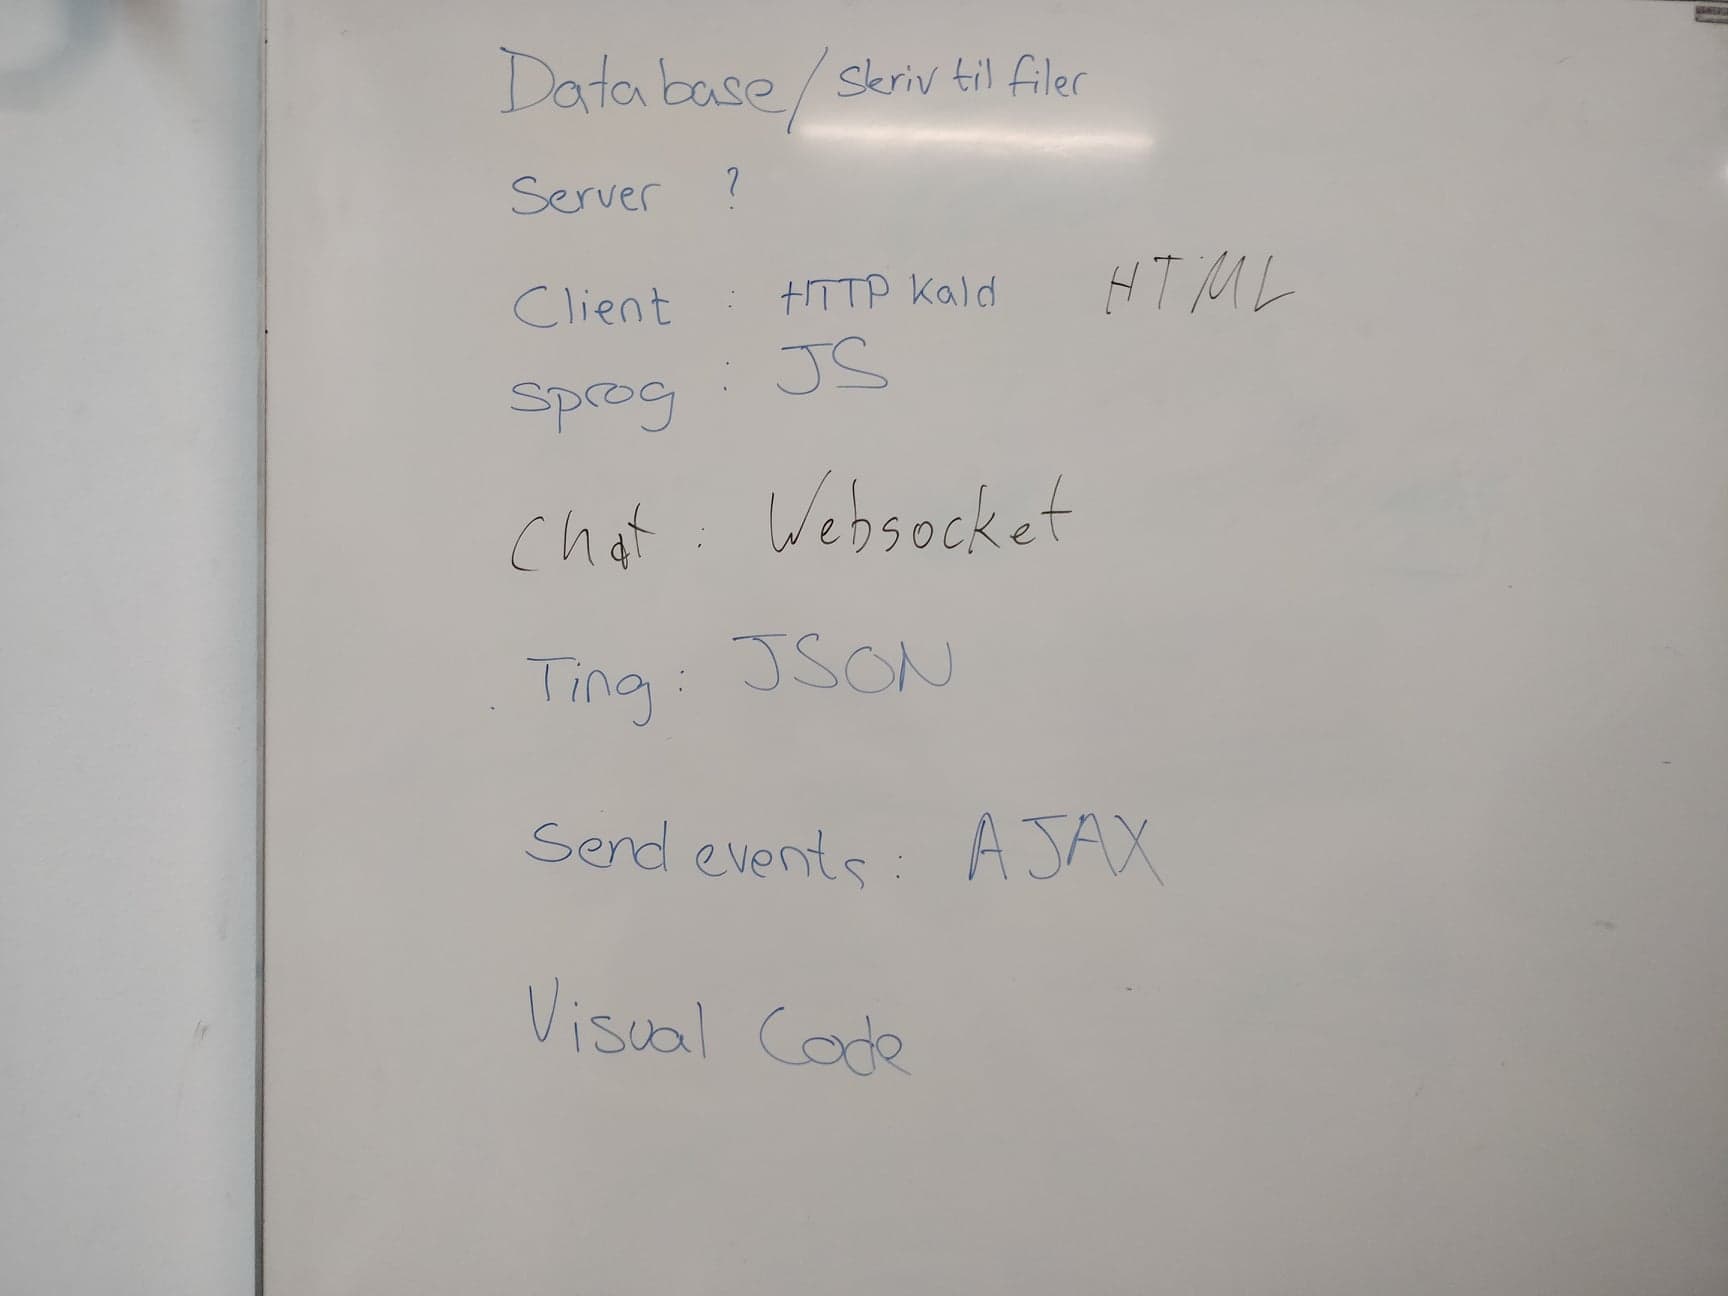 Database/ skriv til filer
Server ?
Client : HTTP kald HTML
sprog : JS
Chat : Websocket
Ting : JSON
Send events : AJAX
Visual Code